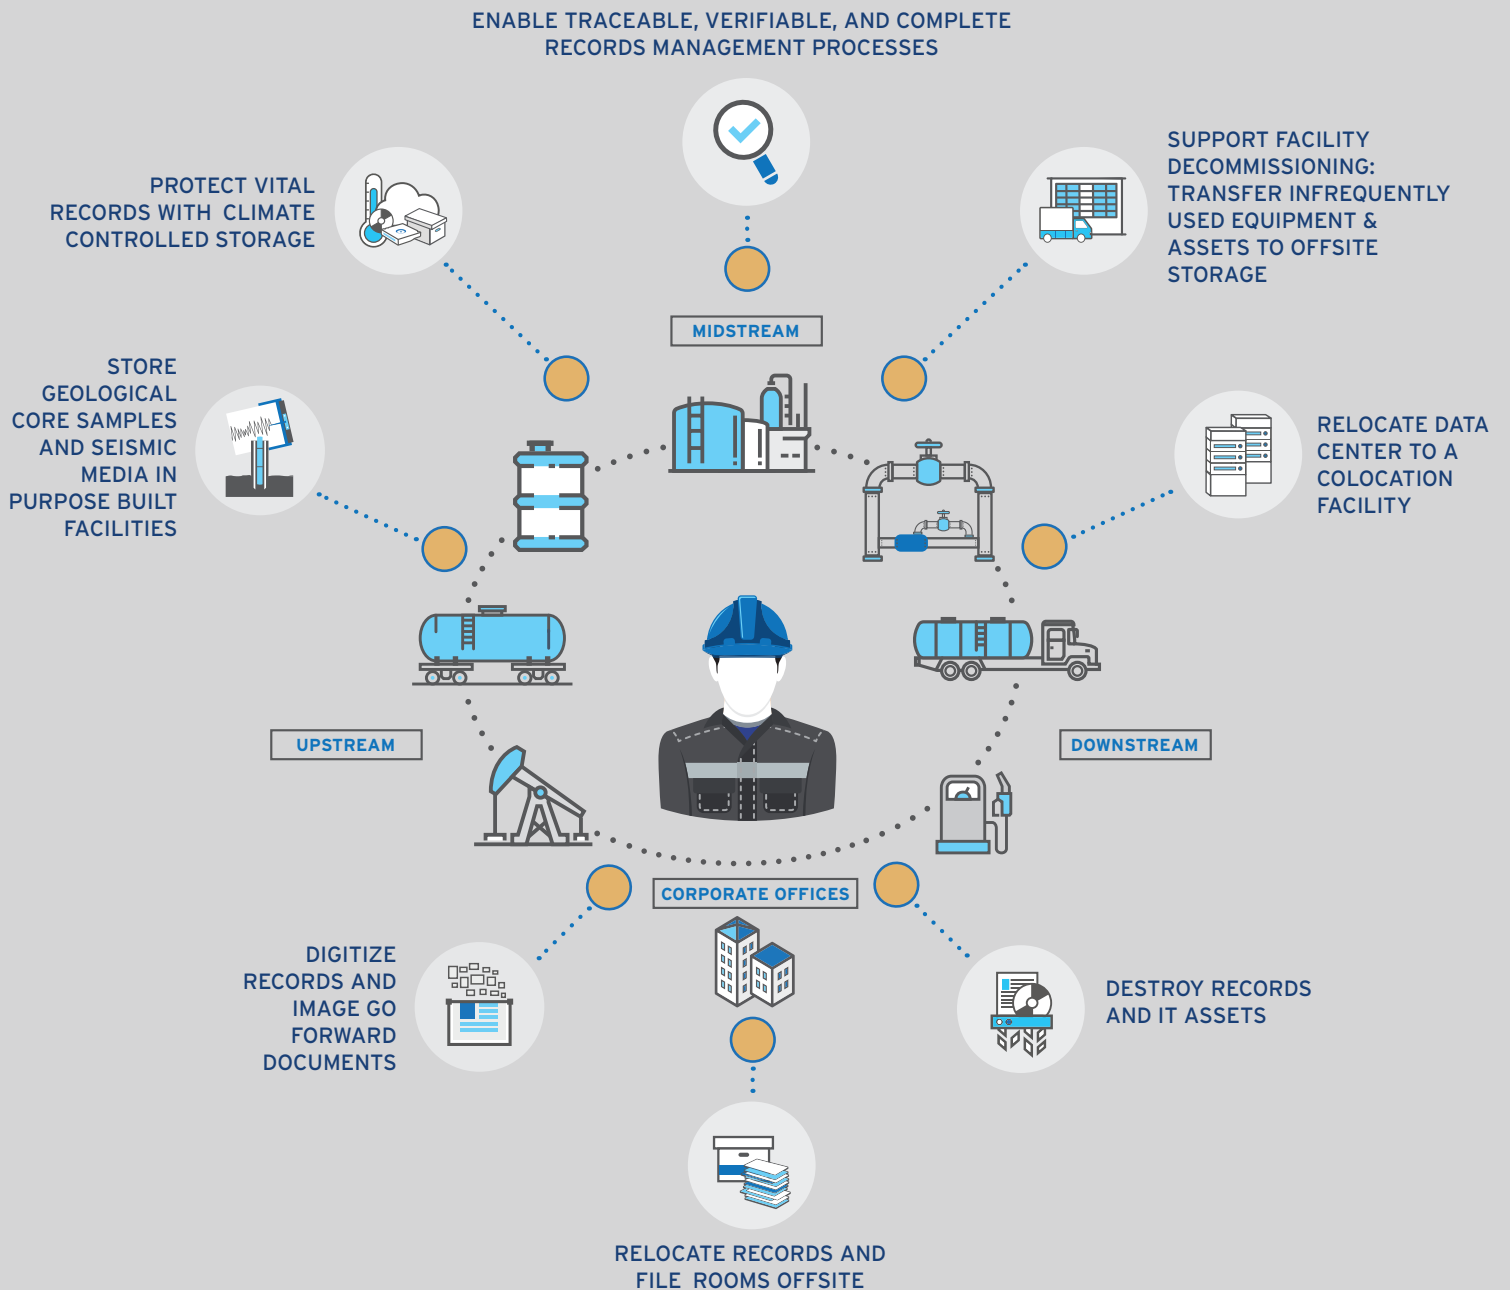 ENABLE TRACEABLE, VERIFIABLE, AND COMPLETE
RECORDS MANAGEMENT PROCESSES
PROTECT VITAL
RECORDS WITH CLIMATE
CONTROLLED STORAGE
SUPPORT FACILITY
DECOMMISSIONING:
TRANSFER INFREQUENTLY
USED EQUIPMENT &
ASSETS TO OFFSITE
STORAGE
MIDSTREAM
STORE
GEOLOGICAL
CORE SAMPLES
AND SEISMIC
MEDIA IN
PURPOSE BUILT
FACILITIES
RELOCATE DATA
CENTER TO A
COLOCATION
FACILITY
UPSTREAM
DOWNSTREAM
CORPORATE OFFICES
DIGITIZE
RECORDS AND
IMAGE GO
FORWARD
DOCUMENTS
DESTROY RECORDS
AND IT ASSETS
RELOCATE RECORDS AND
FILE ROOMS OFFSITE